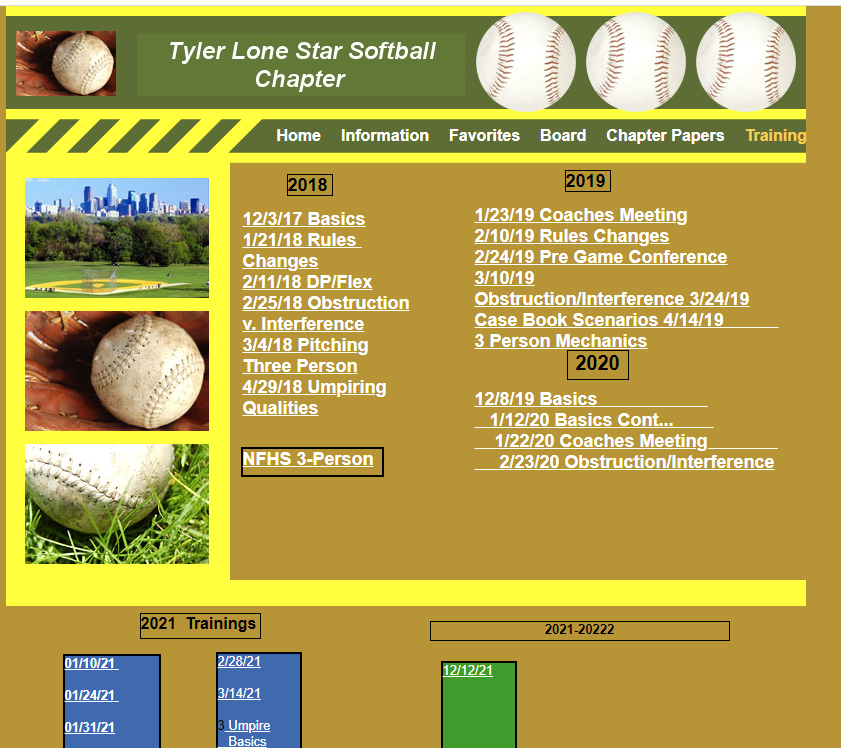 Tyler Lone Star Softball
Chapter
Home Information Favorites Board Chapter Papers Training
2018
12/3/17 Basics
1/21/18 Rules
Changes
2/11/18 DP/Flex
2/25/18 Obstruction
v. Interference
3/4/18 Pitching
Three Person
4/29/18 Umpiring
Qualities
NFHS 3-Person
2019
1/23/19 Coaches Meeting
2/10/19 Rules Changes
2/24/19 Pre Game Conference
3/10/19
Obstruction/Interference 3/24/19
Case Book Scenarios 4/14/19
3 Person Mechanics
2020
12/8/19 Basics
1/12/20 Basics Cont...
1/22/20 Coaches Meeting
2/23/20 Obstruction/Interference
2021 Trainings
01/10/21
01/24/21
01/31/21
2/28/21
3/14/21
3 Umpire
Basics
2021-20222
12/12/21